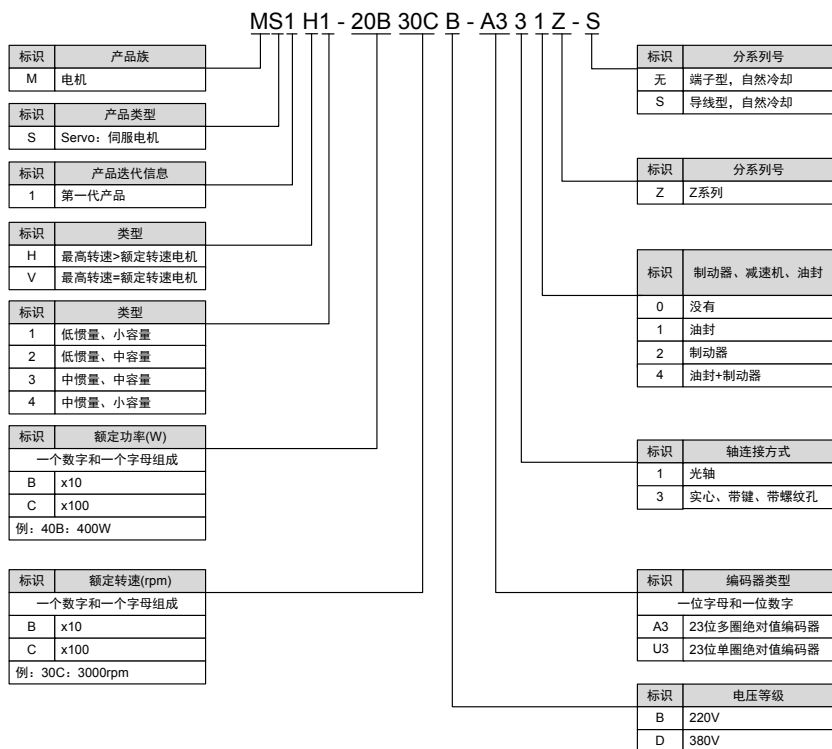 MS1 H1 - 20B 30C B - A3 3 1 Z - S
标识 产品族
M 电机
标识 产品类型
S Servo：伺服电机
标识 产品迭代信息
1 第一代产品
标识 类型
H 最高转速>额定转速电机
V 最高转速=额定转速电机
标识 类型
1 低惯量、小容量
2 低惯量、中容量
3 中惯量、中容量
4 中惯量、小容量
标识 额定功率(W)
一个数字和一个字母组成
B x10
C x100
例：40B：400W
标识 额定转速(rpm)
一个数字和一个字母组成
B x10
C x100
例：30C：3000rpm
标识 分系列号
无 端子型，自然冷却
S 导线型，自然冷却
标识 分系列号
Z Z系列
标识 制动器、减速机、油封
0 没有
1 油封
2 制动器
4 油封+制动器
标识 轴连接方式
1 光轴
3 实心、带键、带螺纹孔
标识 编码器类型
一位字母和一位数字
A3 23位多圈绝对值编码器
U3 23位单圈绝对值编码器
标识 电压等级
B 220V
D 380V